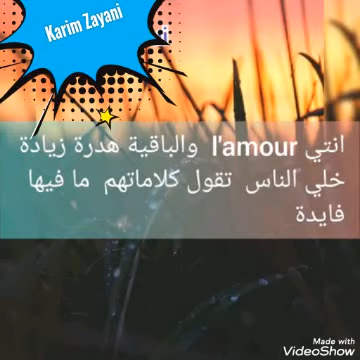 Karim Zayani
انتي l'amour والباقية هدرة زيادة
خلي الناس تقول كلاماتهم ما فيها
فايدة
Made with
VideoShow